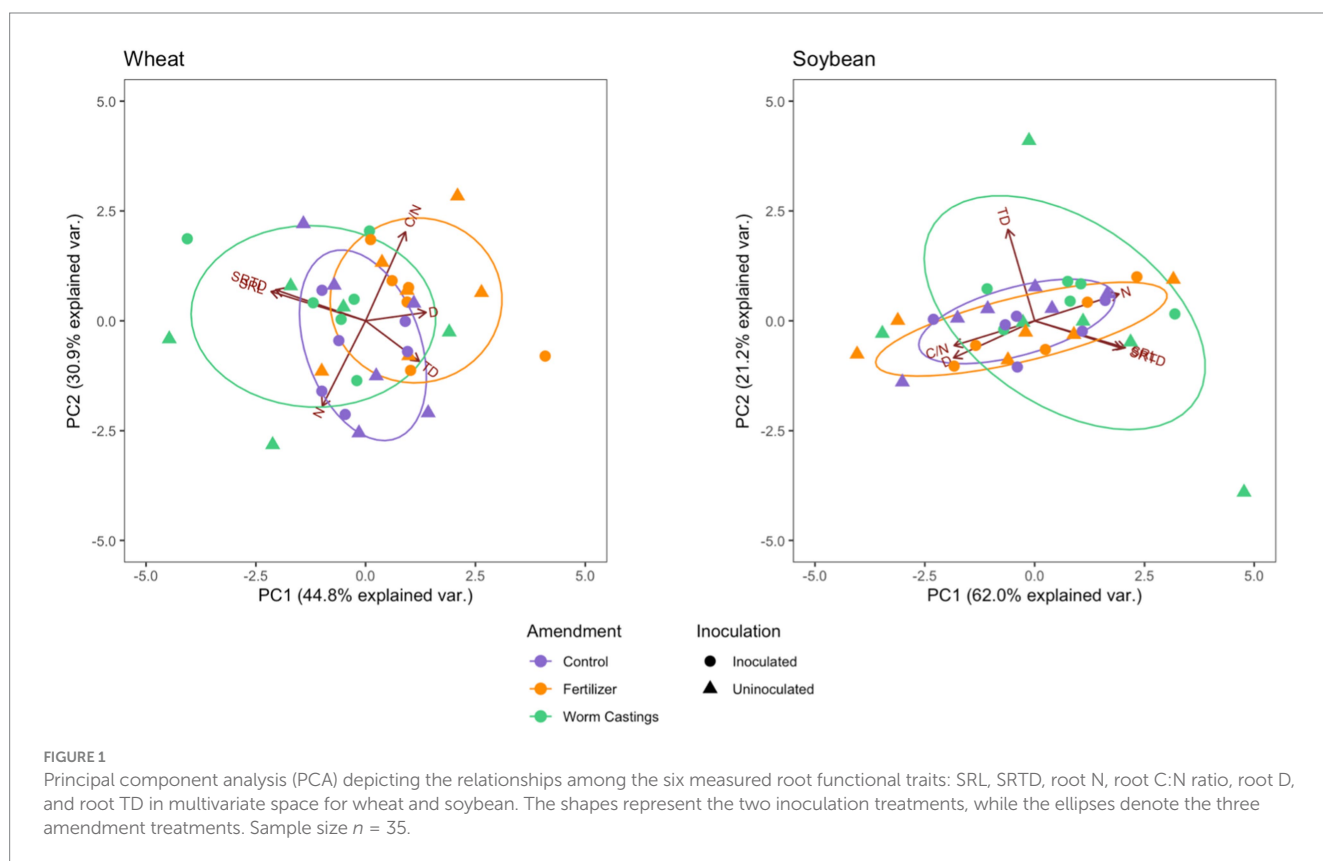 Wheat
5.0
2.5
0.0
-2.5
-5.0
PC2 (30.9% explained var.)
C/N
SRTD
SRL
D
TD
N
-5.0 -2.5 0.0 2.5 5.0
PC1 (44.8% explained var.)
Soybean
5.0
2.5
0.0
-2.5
-5.0
PC2 (21.2% explained var.)
TD
N
C/N
D
SRL
SRTD
-5.0 -2.5 0.0 2.5 5.0
PC1 (62.0% explained var.)
Amendment
Control
Fertilizer
Worm Castings
Inoculation
Inoculated
Uninoculated
FIGURE 1
Principal component analysis (PCA) depicting the relationships among the six measured root functional traits: SRL, SRTD, root N, root C:N ratio, root D,
and root TD in multivariate space for wheat and soybean. The shapes represent the two inoculation treatments, while the ellipses denote the three
amendment treatments. Sample size n = 35.